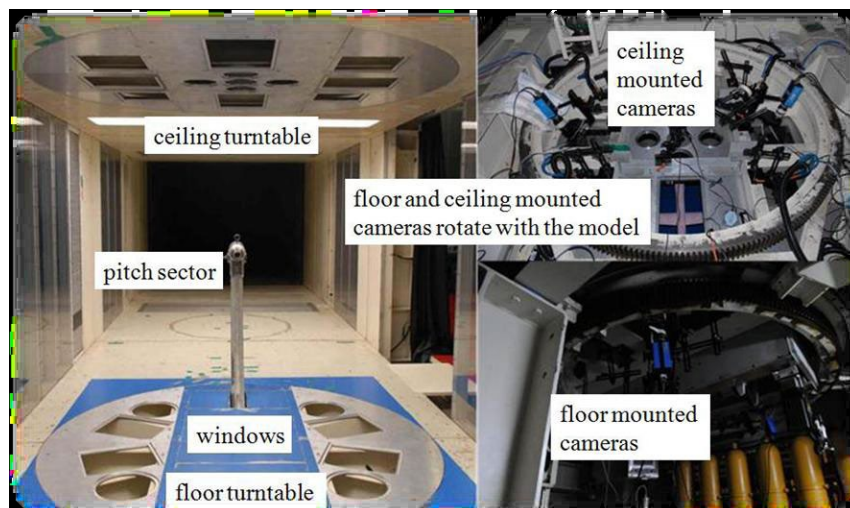 ceiling
mounted
cameras
ceiling turntable
floor and ceiling mounted
cameras rotate with the model
pitch sector
windows
floor mounted
cameras
floor turntable